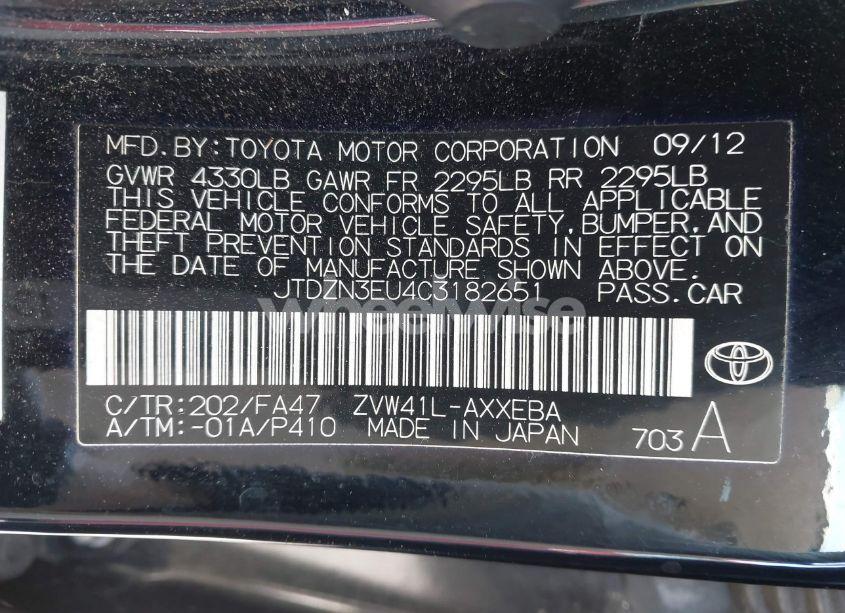 MFD.BY:TOYOTA MOTOR CORPORATION 09/12
GVWR 4330LB GAWR FR 2295LB RR 2295LB
THIS VEHICLE CONFORMS TO ALL APPLICABLE
FEDERAL MOTOR VEHICLE SAFETY,BUMPER,AND
THEFT PREVENTION STANDARDS IN EFFECT ON
THE DATE OF MANUFACTURE SHOWN ABOVE.
JTDZN3EU4C3182651 PASS.CAR
wheelwise
C/TR:202/FA47 ZVW41L-AXXEBA
A/TM:-01A/P410 MADE IN JAPAN 703 A